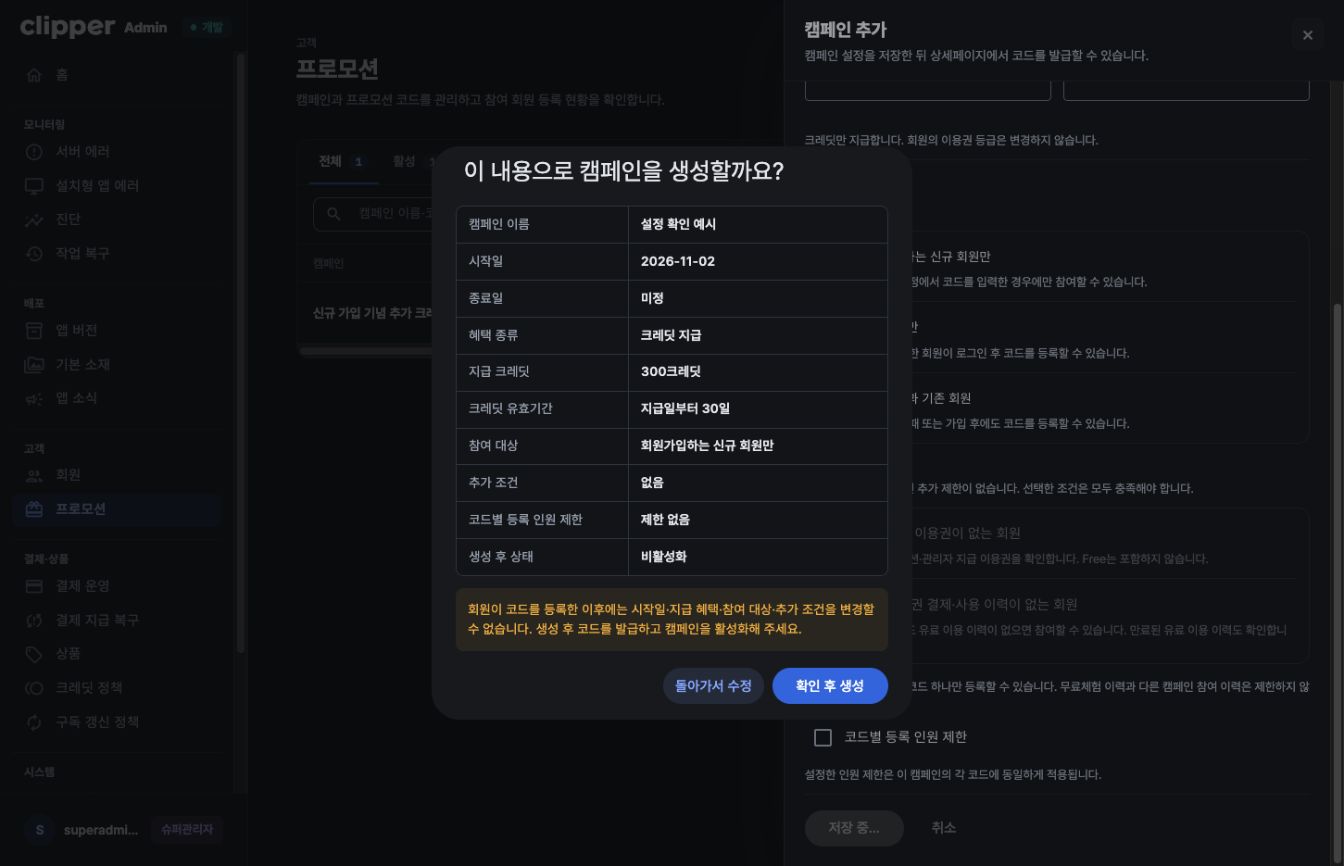 clipper Admin
개발
홈
모니터링
서버 에러
설치형 앱 에러
진단
작업 복구
배포
앱 버전
기본 소재
앱 소식
고객
회원
프로모션
결제·상품
결제 운영
결제 지급 복구
상품
크레딧 정책
구독 갱신 정책
시스템
S superadmi... 슈퍼관리자
고객
프로모션
캠페인과 프로모션 코드를 관리하고 참여 회원 등록 현황을 확인합니다.
전체 1 활성 1
캠페인 이름·코
캠페인
신규 가입 기념 추가 크레
이 내용으로 캠페인을 생성할까요?
캠페인 이름 설정 확인 예시
시작일 2026-11-02
종료일 미정
혜택 종류 크레딧 지급
지급 크레딧 300크레딧
크레딧 유효기간 지급일부터 30일
참여 대상 회원가입하는 신규 회원만
추가 조건 없음
코드별 등록 인원 제한 제한 없음
생성 후 상태 비활성화
회원이 코드를 등록한 이후에는 시작일·지급 혜택·참여 대상·추가 조건을 변경할
수 없습니다. 생성 후 코드를 발급하고 캠페인을 활성화해 주세요.
돌아가서 수정 확인 후 생성
캠페인 추가
캠페인 설정을 저장한 뒤 상세페이지에서 코드를 발급할 수 있습니다.
크레딧만 지급합니다. 회원의 이용권 등급은 변경하지 않습니다.
는 신규 회원만
정에서 코드를 입력한 경우에만 참여할 수 있습니다.
만
한 회원이 로그인 후 코드를 등록할 수 있습니다.
과 기존 회원
때 또는 가입 후에도 코드를 등록할 수 있습니다.
추가 제한이 없습니다. 선택한 조건은 모두 충족해야 합니다.
이용권이 없는 회원
션·관리자 지급 이용권을 확인합니다. Free는 포함하지 않습니다.
권 결제·사용 이력이 없는 회원
도 유료 이용 이력이 없으면 참여할 수 있습니다. 만료된 유료 이용 이력도 확인합니
코드 하나만 등록할 수 있습니다. 무료체험 이력과 다른 캠페인 참여 이력은 제한하지 않
코드별 등록 인원 제한
설정한 인원 제한은 이 캠페인의 각 코드에 동일하게 적용됩니다.
저장 중... 취소